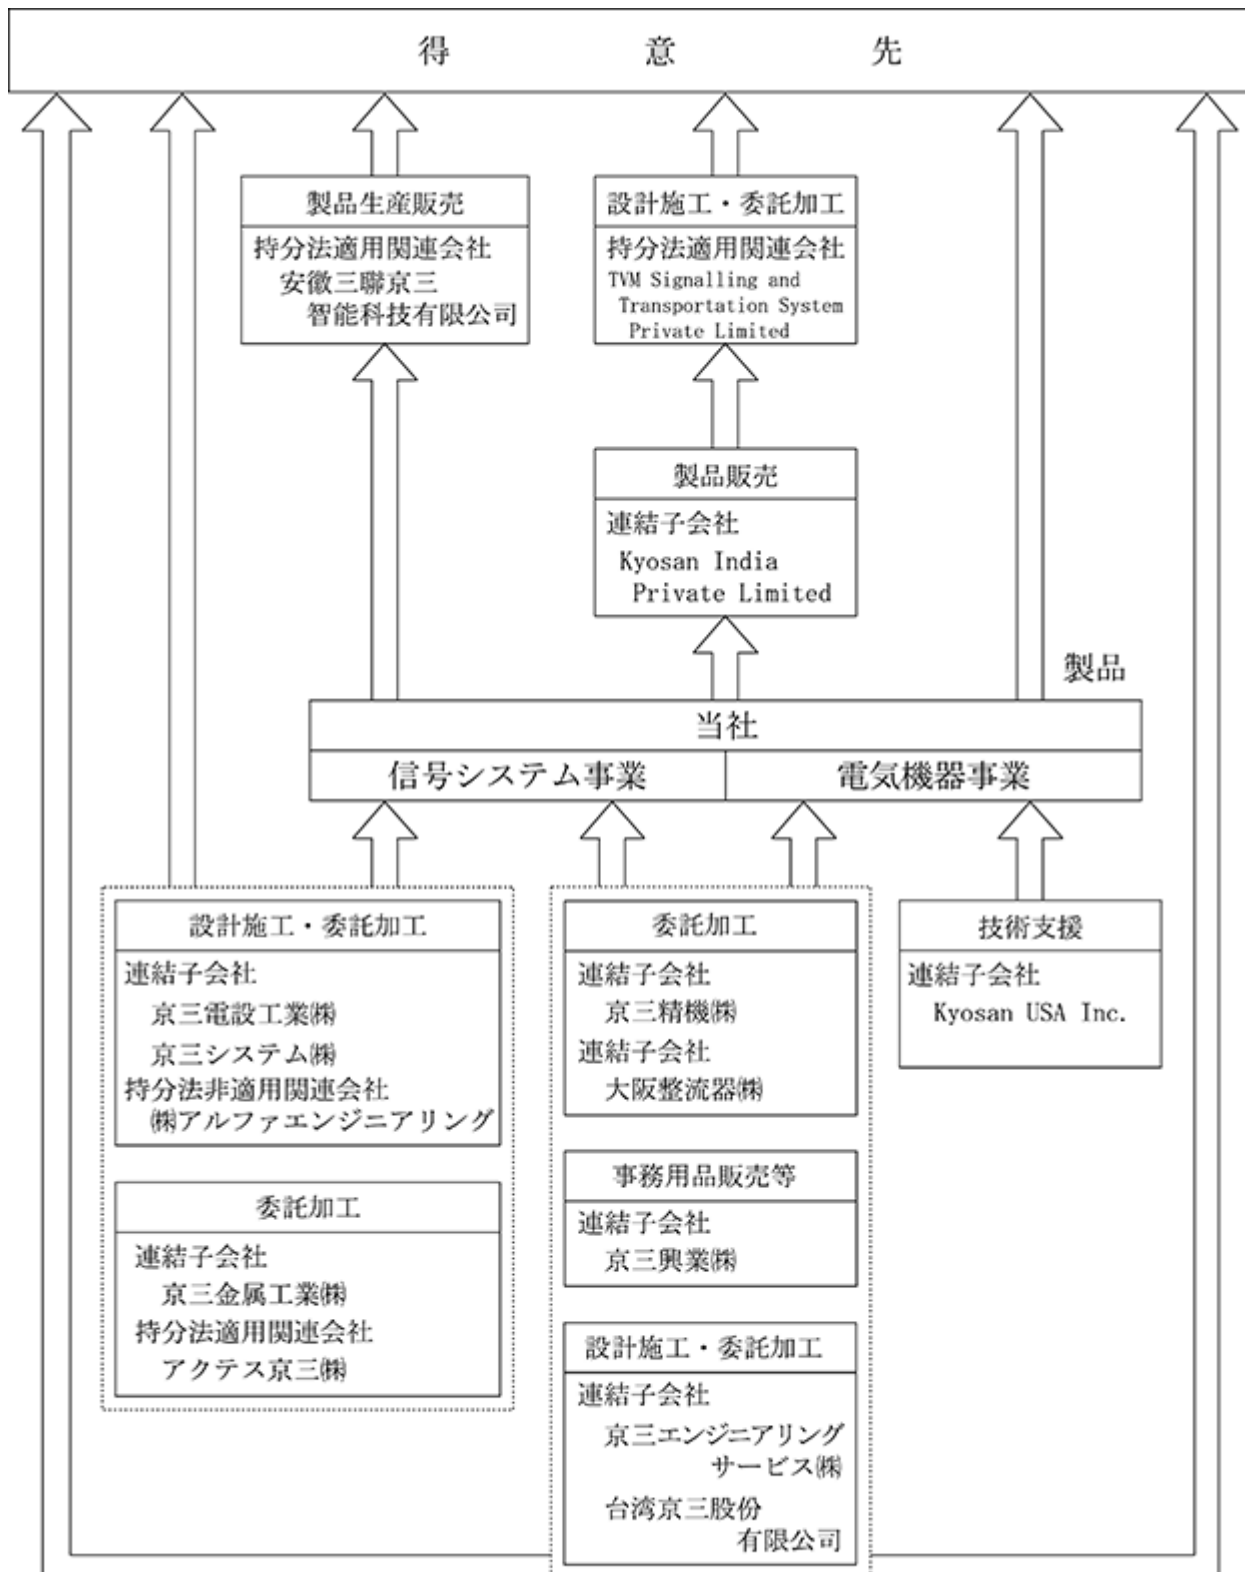 得意先
製品生産販売
持分法適用関連会社
安徽三聯京三
智能科技有限公司
設計施工・委託加工
持分法適用関連会社
TVM Signalling and
Transportation System
Private Limited
製品販売
連結子会社
Kyosan India
Private Limited
製品
当社
信号システム事業
電気機器事業
設計施工・委託加工
連結子会社
京三電設工業㈱
京三システム㈱
持分法非適用関連会社
㈱アルファエンジニアリング
委託加工
連結子会社
京三金属工業㈱
持分法適用関連会社
アクテス京三㈱
委託加工
連結子会社
京三精機㈱
連結子会社
大阪整流器㈱
事務用品販売等
連結子会社
京三興業㈱
設計施工・委託加工
連結子会社
京三エンジニアリング
サービス㈱
台湾京三股份
有限公司
技術支援
連結子会社
Kyosan USA Inc.